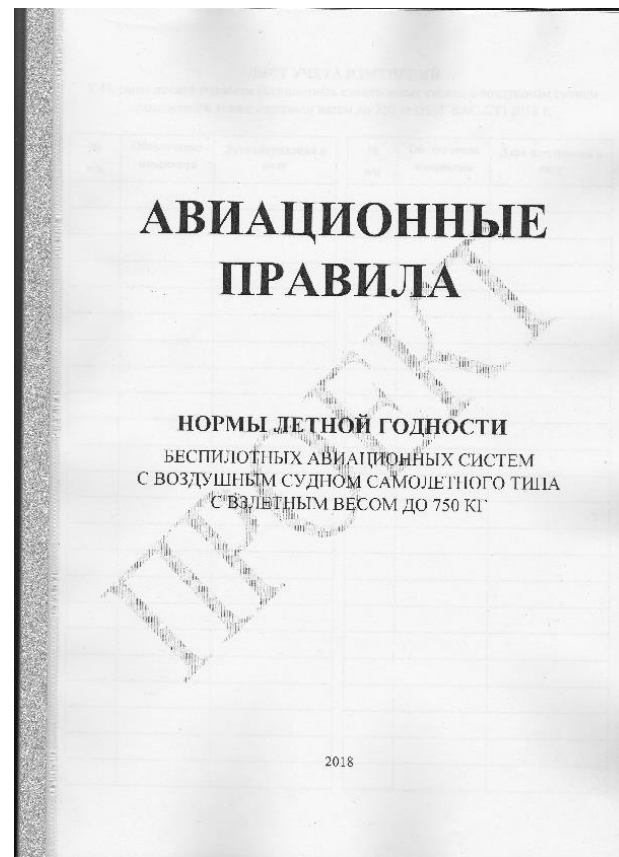 АВИАЦИОННЫЕ
ПРАВИЛА
ПРОЕКТ
НОРМЫ ЛЕТНОЙ ГОДНОСТИ
БЕСПИЛОТНЫХ АВИАЦИОННЫХ СИСТЕМ
С ВОЗДУШНЫМ СУДНОМ САМОЛЕТНОГО ТИПА
С ВЗЛЕТНЫМ ВЕСОМ ДО 750 КГ
2018